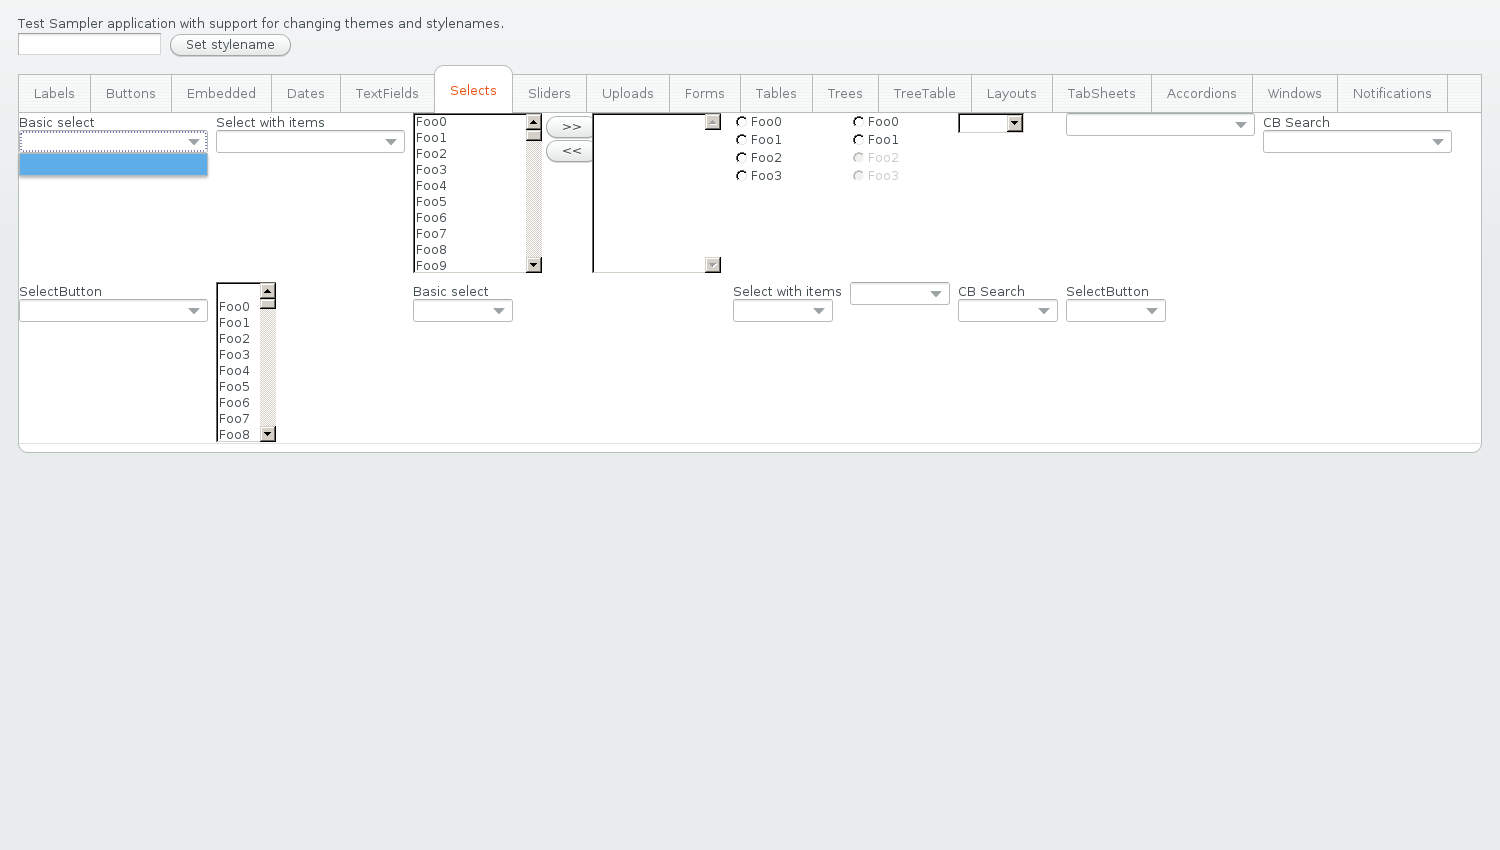 Test Sampler application with support for changing themes and stylenames.
Set stylename
Labels Buttons Embedded Dates TextFields Selects Sliders Uploads Forms Tables Trees TreeTable Layouts TabSheets Accordions Windows Notifications
Basic select
Select with items
Foo0
Foo1
Foo2
Foo3
Foo4
Foo5
Foo6
Foo7
Foo8
Foo9
>>
<<
Foo0
Foo1
Foo2
Foo3
Foo0
Foo1
Foo2
Foo3
CB Search
SelectButton
Foo0
Foo1
Foo2
Foo3
Foo4
Foo5
Foo6
Foo7
Foo8
Basic select
Select with items
CB Search
SelectButton